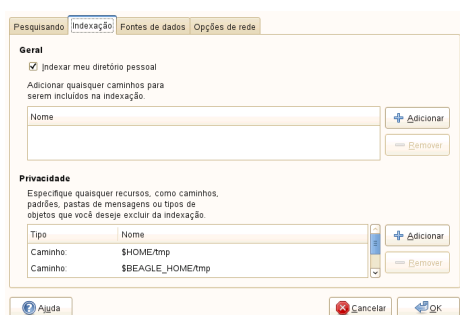 Pesquisando Indexação Fontes de dados Opções de rede
Geral
Indexar meu diretório pessoal
Adicionar quaisquer caminhos para
serem incluídos na indexação.
Nome
Adicionar
Remover
Privacidade
Especifique quaisquer recursos, como caminhos,
padrões, pastas de mensagens ou tipos de
objetos que você deseje excluir da indexação.
Tipo Nome
Adicionar
Caminho: $HOME/tmp
Caminho: $BEAGLE_HOME/tmp
Remover
Ajuda Cancelar OK